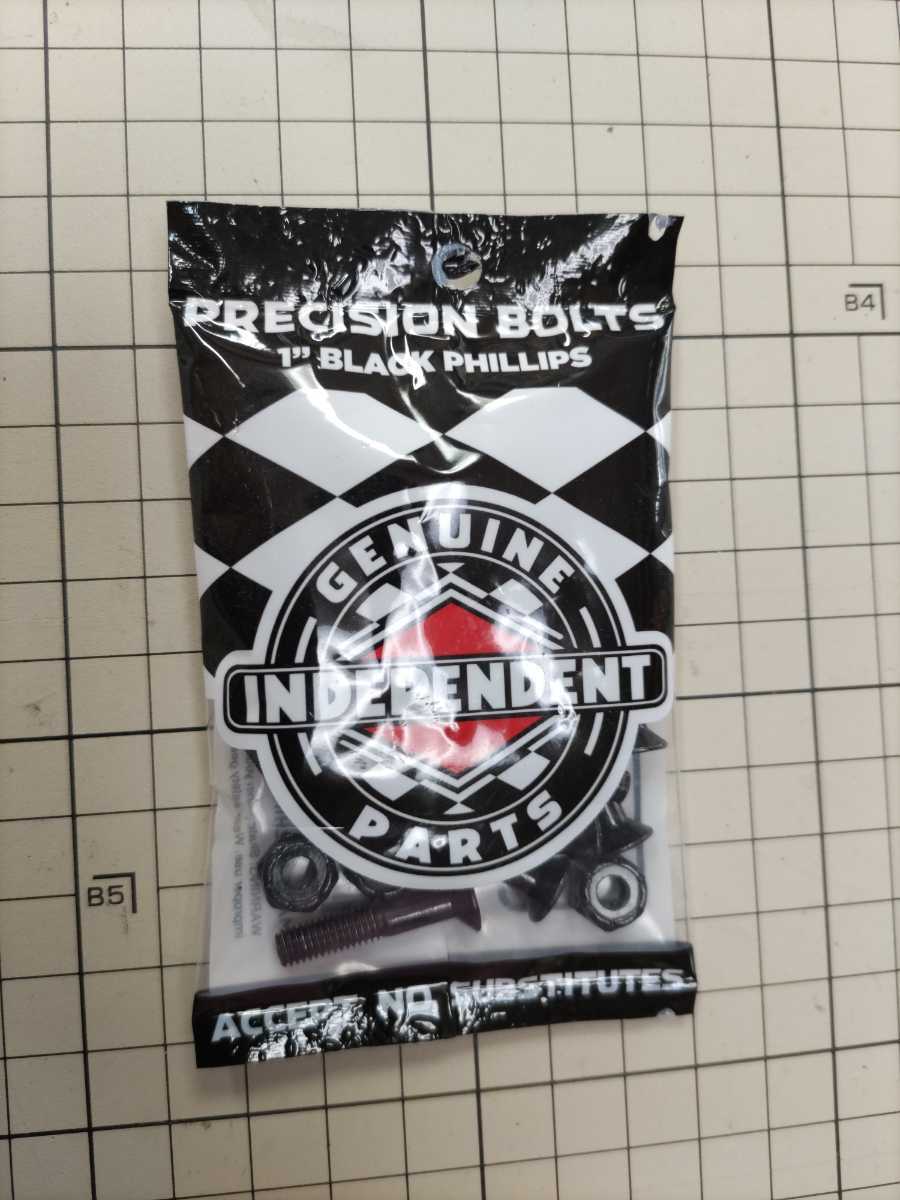 PRECISION BOLTS
1" BLACK PHILLIPS
B4
GENUINE
INDEPENDENT
PARTS
B5
ACCEPT NO SUBSTITUTES